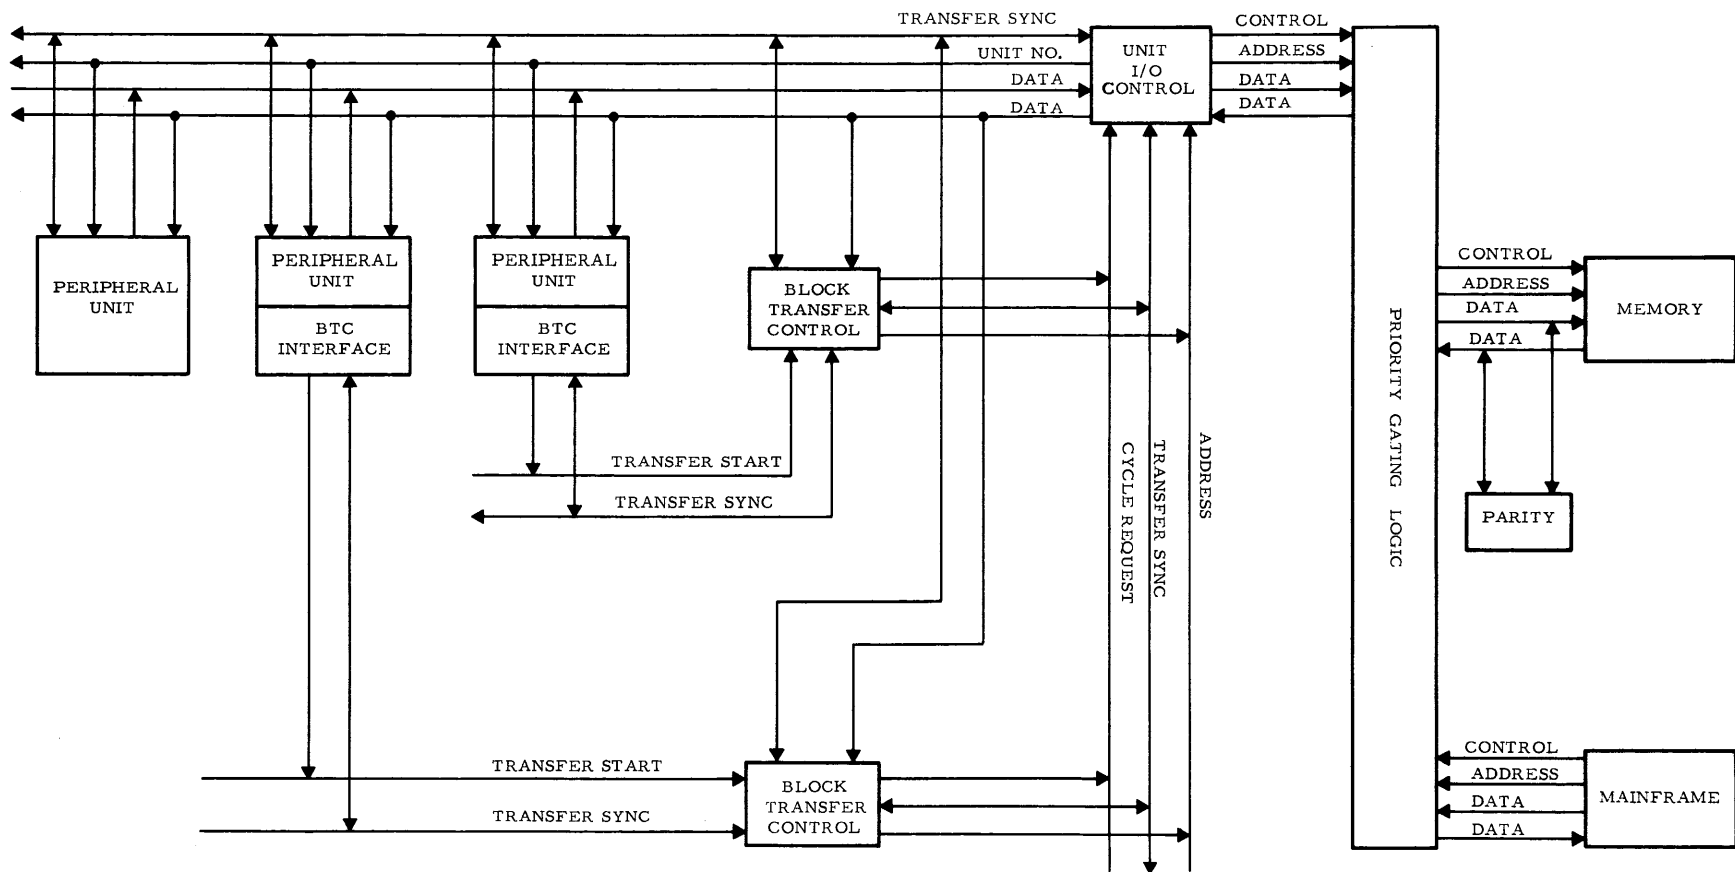 TRANSFER SYNC
UNIT NO.
DATA
DATA
UNIT
I/O
CONTROL
CONTROL
ADDRESS
DATA
DATA
PERIPHERAL
UNIT
PERIPHERAL
UNIT
BTC
INTERFACE
PERIPHERAL
UNIT
BTC
INTERFACE
BLOCK
TRANSFER
CONTROL
TRANSFER START
TRANSFER SYNC
CYCLE REQUEST
TRANSFER SYNC
ADDRESS
PRIORITY GATING LOGIC
CONTROL
ADDRESS
DATA
DATA
MEMORY
PARITY
TRANSFER START
TRANSFER SYNC
BLOCK
TRANSFER
CONTROL
CONTROL
ADDRESS
DATA
DATA
MAINFRAME